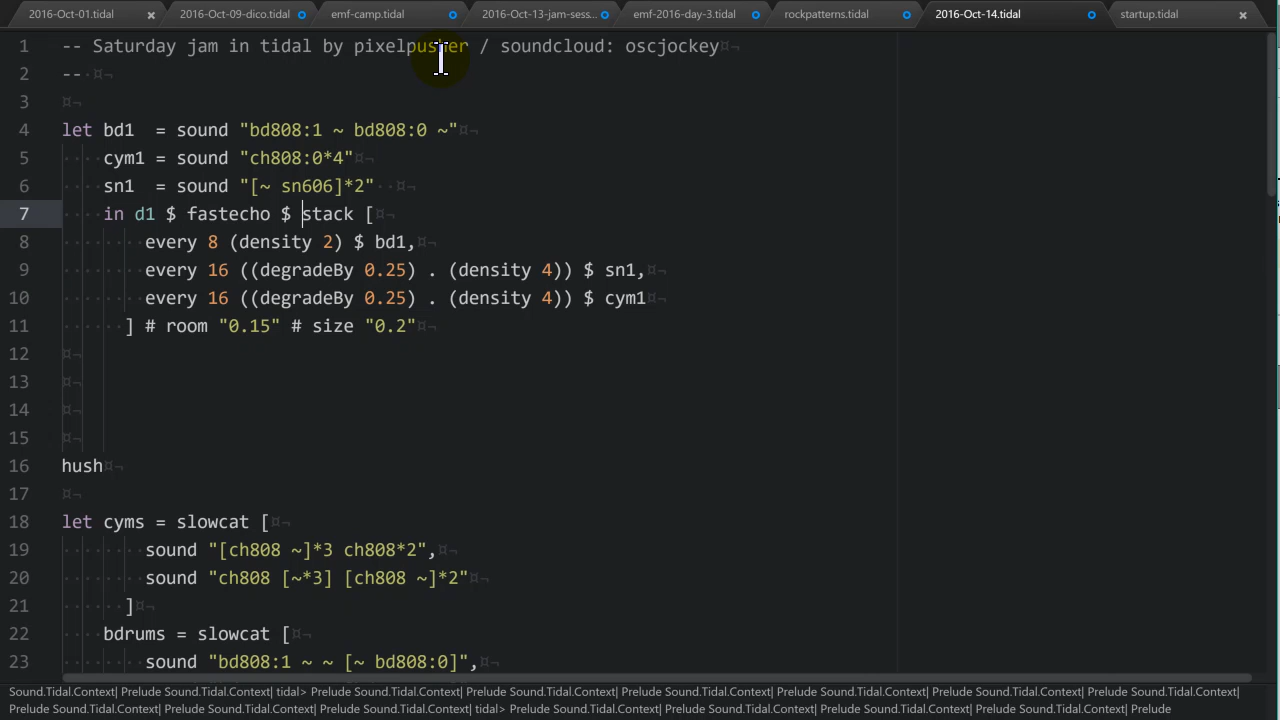 2016-Oct-01.tidal 2016-Oct-09-dico.tidal emf-camp.tidal 2016-Oct-13-jam-sess... emf-2016-day-3.tidal rockpatterns.tidal 2016-Oct-14.tidal startup.tidal
1 -- Saturday jam in tidal by pixelpusher / soundcloud: oscjockey
2 --
3
4 let bd1  = sound "bd808:1 ~ bd808:0 ~"
5     cym1 = sound "ch808:0*4"
6     sn1  = sound "[~ sn606]*2"
7     in d1 $ fastecho $ stack [
8         every 8 (density 2) $ bd1,
9         every 16 ((degradeBy 0.25) . (density 4)) $ sn1,
10         every 16 ((degradeBy 0.25) . (density 4)) $ cym1
11       ] # room "0.15" # size "0.2"
12
13
14
15
16 hush
17
18 let cyms = slowcat [
19         sound "[ch808 ~]*3 ch808*2",
20         sound "ch808 [~*3] [ch808 ~]*2"
21       ]
22     bdrums = slowcat [
23         sound "bd808:1 ~ ~ [~ bd808:0]",
Sound.Tidal.Context| Prelude Sound.Tidal.Context| tidal> Prelude Sound.Tidal.Context| Prelude Sound.Tidal.Context| Prelude Sound.Tidal.Context| Prelude Sound.Tidal.Context| Prelude Sound.Tidal.Context| Prelude Sound.Tidal.Context|
Prelude Sound.Tidal.Context| Prelude Sound.Tidal.Context| Prelude Sound.Tidal.Context| tidal> Prelude Sound.Tidal.Context| Prelude Sound.Tidal.Context| Prelude Sound.Tidal.Context| Prelude Sound.Tidal.Context| Prelude